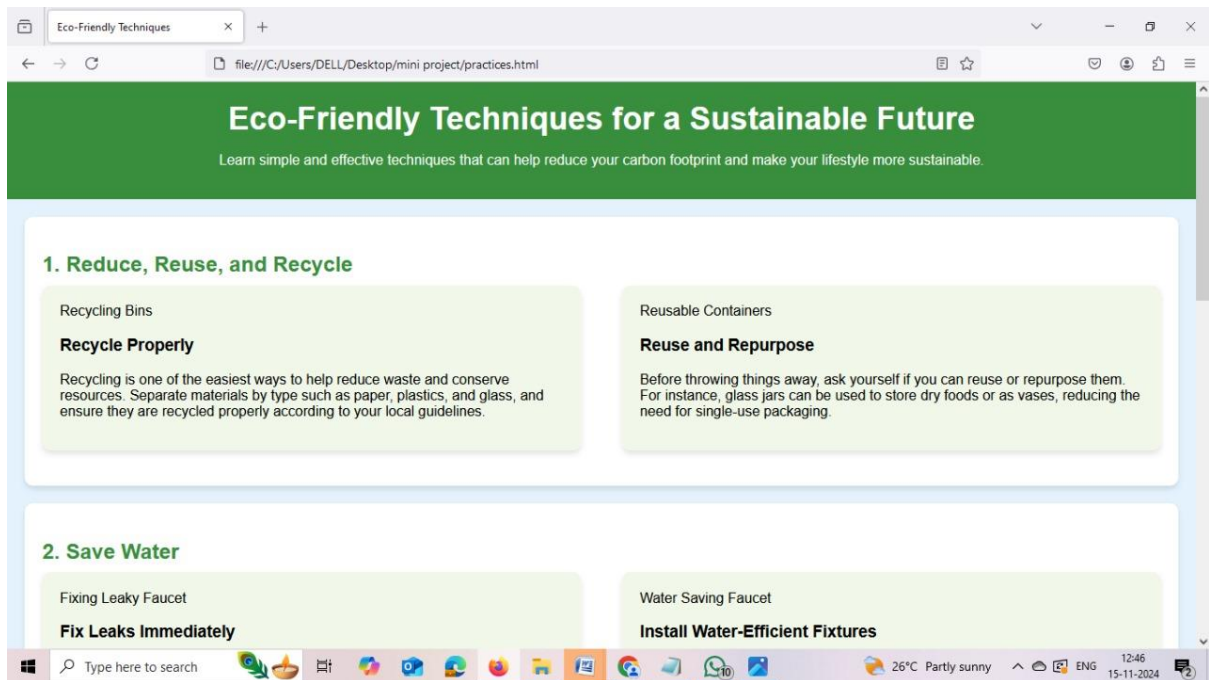 Eco-Friendly Techniques
file:///C:/Users/DELL/Desktop/mini project/practices.html
Eco-Friendly Techniques for a Sustainable Future
Learn simple and effective techniques that can help reduce your carbon footprint and make your lifestyle more sustainable.
1. Reduce, Reuse, and Recycle
Recycling Bins
Recycle Properly
Recycling is one of the easiest ways to help reduce waste and conserve
resources. Separate materials by type such as paper, plastics, and glass, and
ensure they are recycled properly according to your local guidelines.
Reusable Containers
Reuse and Repurpose
Before throwing things away, ask yourself if you can reuse or repurpose them.
For instance, glass jars can be used to store dry foods or as vases, reducing the
need for single-use packaging.
2. Save Water
Fixing Leaky Faucet
Fix Leaks Immediately
Water Saving Faucet
Install Water-Efficient Fixtures
Type here to search
10
26°C Partly sunny
ENG
12:46
15-11-2024
2